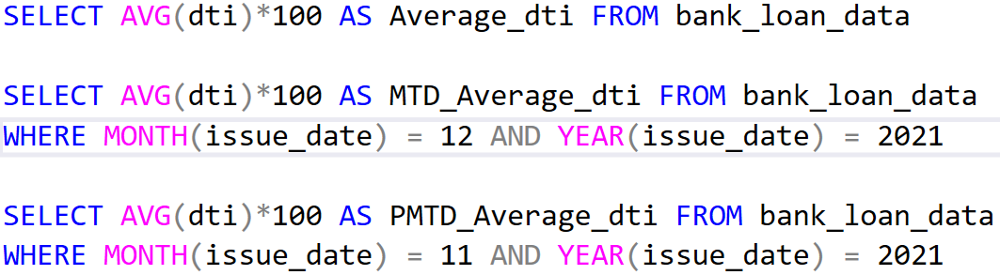 SELECT AVG(dti)*100 AS Average_dti FROM bank_loan_data
SELECT AVG(dti)*100 AS MTD_Average_dti FROM bank_loan_data
WHERE MONTH(issue_date) = 12 AND YEAR(issue_date) = 2021
SELECT AVG(dti)*100 AS PMTD_Average_dti FROM bank_loan_data
WHERE MONTH(issue_date) = 11 AND YEAR(issue_date) = 2021